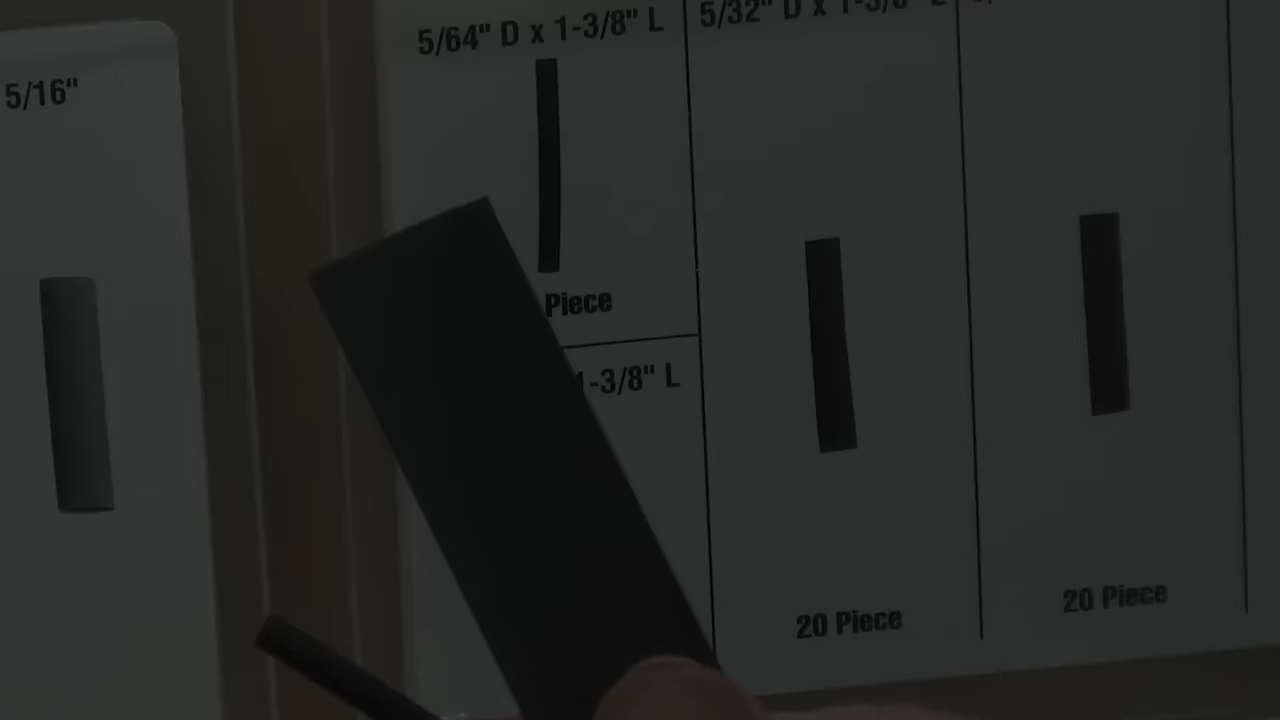 5/16"
5/64" D x 1-3/8" L
Piece
1-3/8" L
5/32" D x 1-3/8" L
20 Piece
20 Piece